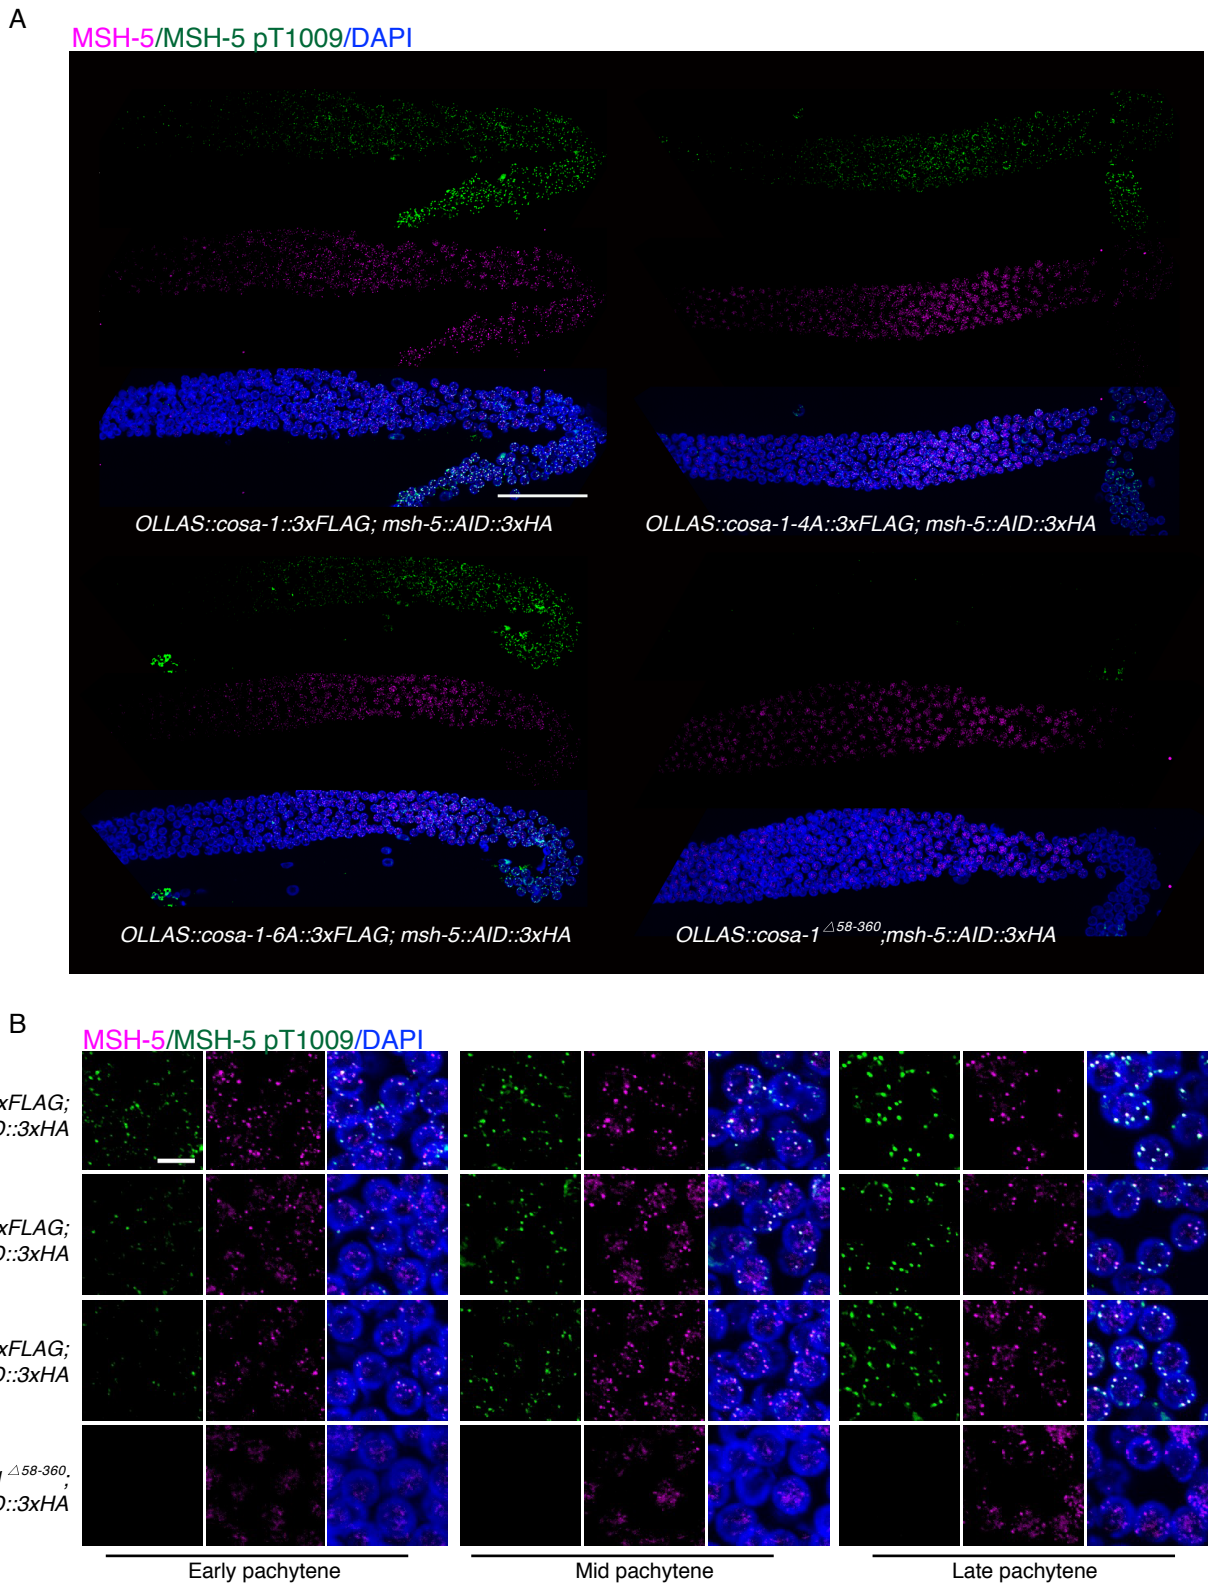 A
MSH-5/MSH-5 pT1009/DAPI
OLLAS::cosa-1::3xFLAG; msh-5::AID::3xHA
OLLAS::cosa-1-4A::3xFLAG; msh-5::AID::3xHA
OLLAS::cosa-1-6A::3xFLAG; msh-5::AID::3xHA
OLLAS::cosa-1△58-360;msh-5::AID::3xHA
B
MSH-5/MSH-5 pT1009/DAPI
xFLAG;
D::3xHA
xFLAG;
D::3xHA
xFLAG;
D::3xHA
△58-360;
D::3xHA
Early pachytene
Mid pachytene
Late pachytene